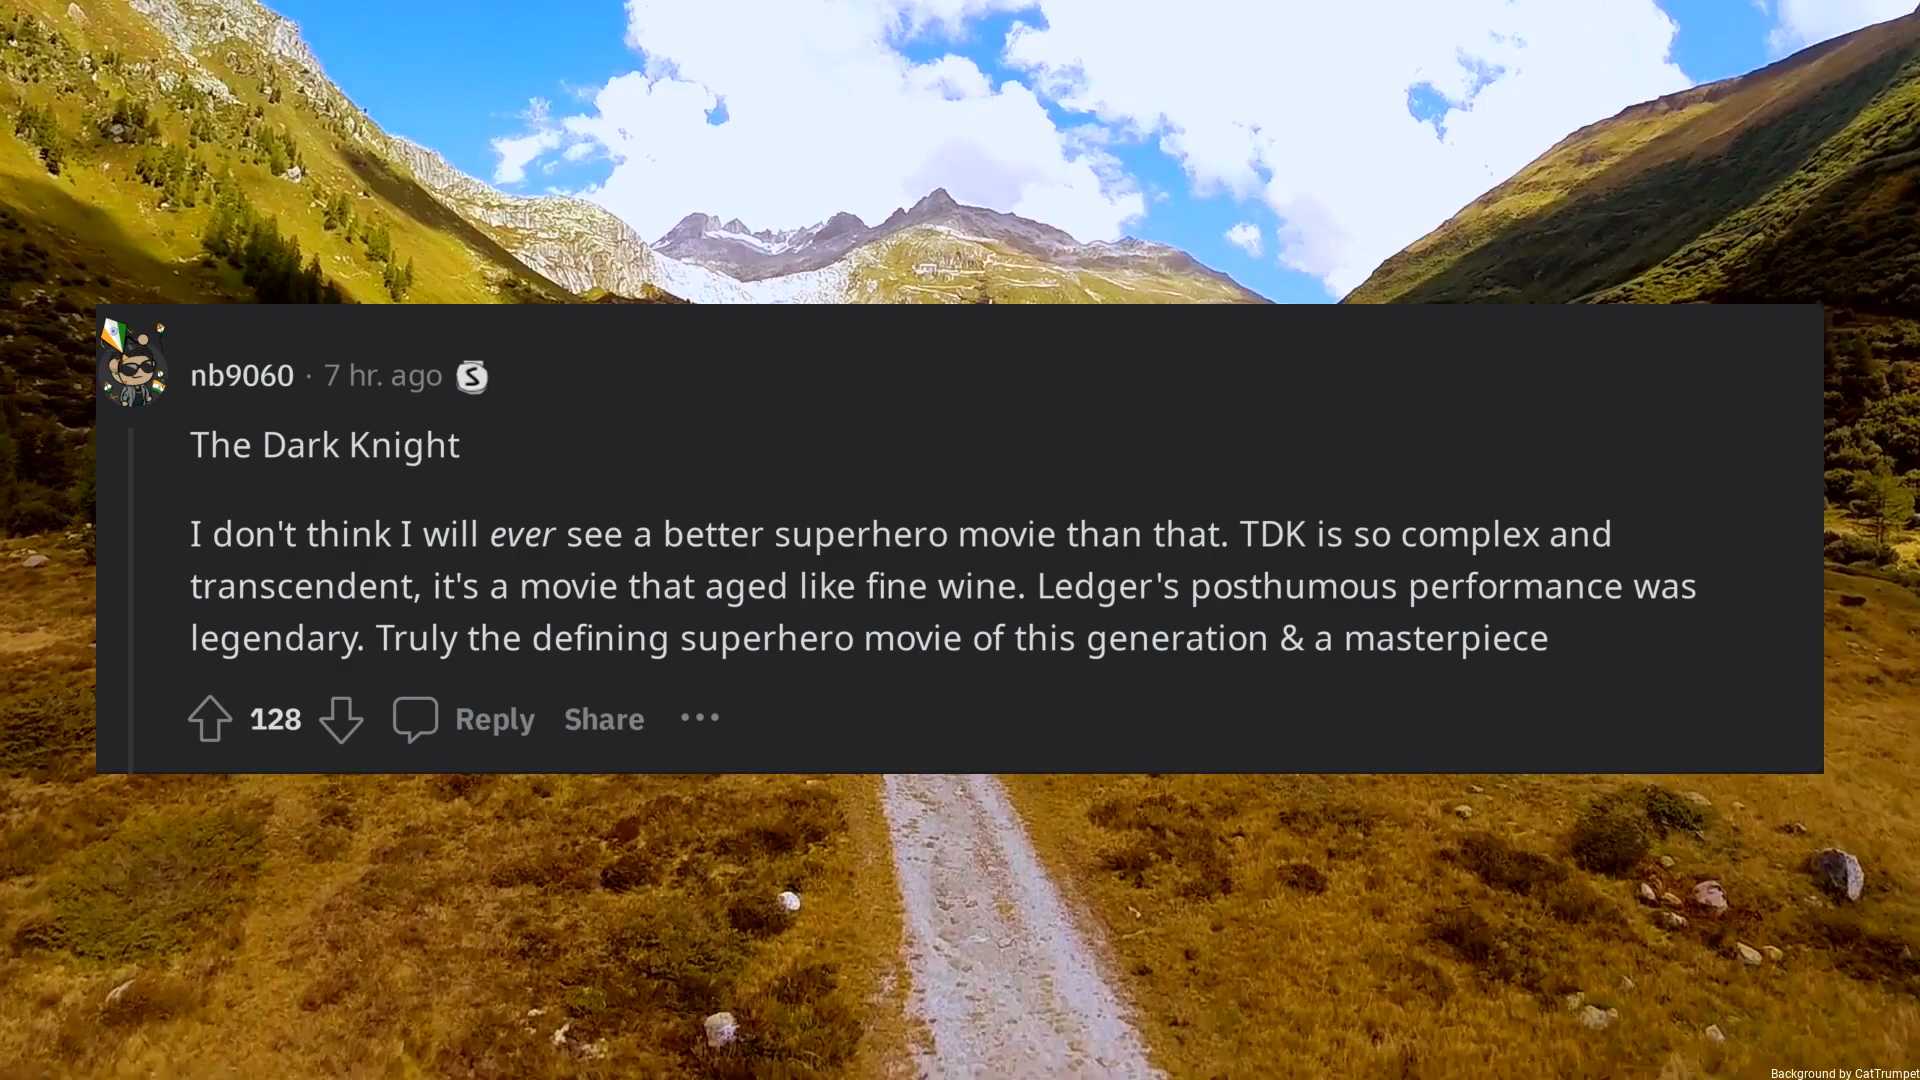 nb9060 · 7 hr. ago S
The Dark Knight
I don't think I will ever see a better superhero movie than that. TDK is so complex and
transcendent, it's a movie that aged like fine wine. Ledger's posthumous performance was
legendary. Truly the defining superhero movie of this generation & a masterpiece
128 Reply Share ···
Background by CatTrumpet